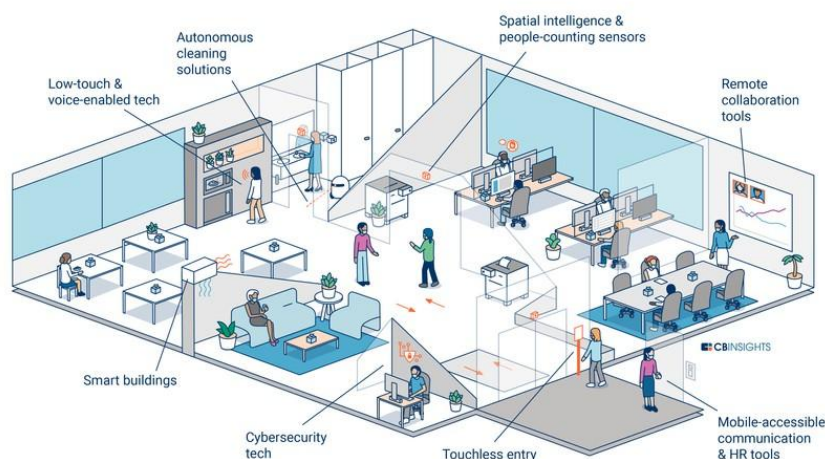 Spatial intelligence &
people-counting sensors
Autonomous
cleaning
solutions
Low-touch &
voice-enabled tech
Remote
collaboration
tools
CBINSIGHTS
Smart buildings
Cybersecurity
tech
Touchless entry
Mobile-accessible
communication
& HR tools